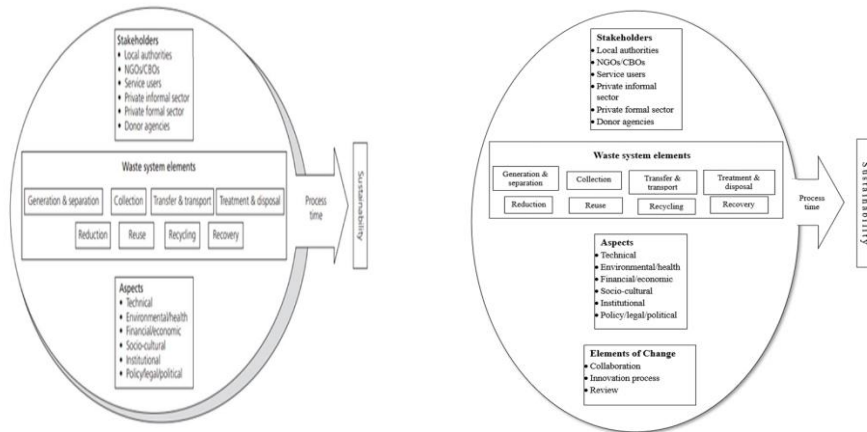 Stakeholders
• Local authorities
• NGOs/CBOs
• Service users
• Private informal sector
• Private formal sector
• Donor agencies
Waste system elements
Generation & separation
Collection
Transfer & transport
Treatment & disposal
Reduction
Reuse
Recycling
Recovery
Process
time
Sustainability
Aspects
• Technical
• Environmental/health
• Financial/economic
• Socio-cultural
• Institutional
• Policy/legal/political
Stakeholders
• Local authorities
• NGOs/CBOs
• Service users
• Private informal
sector
• Private formal sector
• Donor agencies
Waste system elements
Generation &
separation
Collection
Transfer &
transport
Treatment &
disposal
Reduction
Reuse
Recycling
Recovery
Process
time
Sustainability
Aspects
• Technical
• Environmental/health
• Financial/economic
• Socio-cultural
• Institutional
• Policy/legal/political
Elements of Change
• Collaboration
• Innovation process
• Review